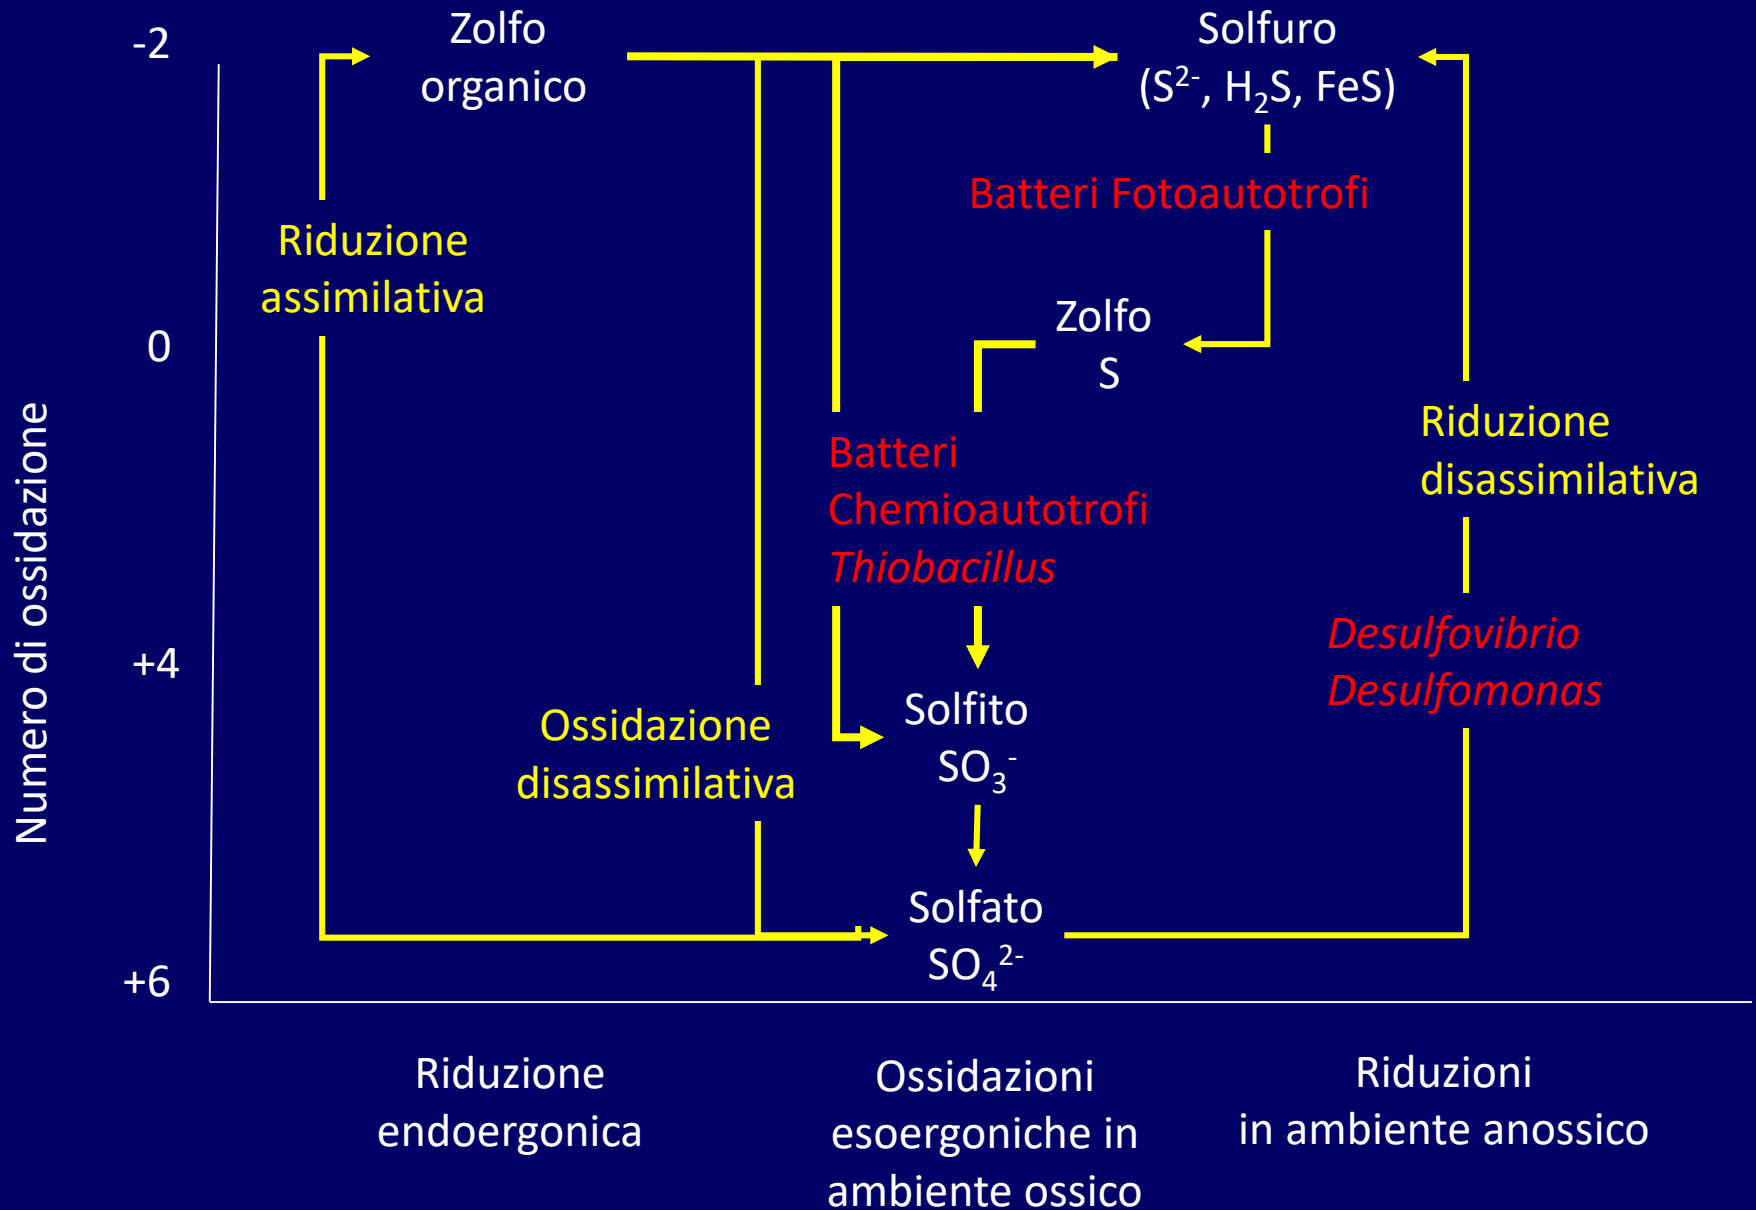 -2
Zolfo
organico
Solfuro
(S²⁻, H₂S, FeS)
Batteri Fotoautotrofi
Riduzione
assimilativa
0
Zolfo
S
Numero di ossidazione
Batteri
Chemioautotrofi
Thiobacillus
Riduzione
disassimilativa
+4
Desulfovibrio
Desulfomonas
Ossidazione
disassimilativa
Solfito
SO₃⁻
Solfato
SO₄²⁻
+6
Riduzione
endoergonica
Ossidazioni
esoergoniche in
ambiente ossico
Riduzioni
in ambiente anossico